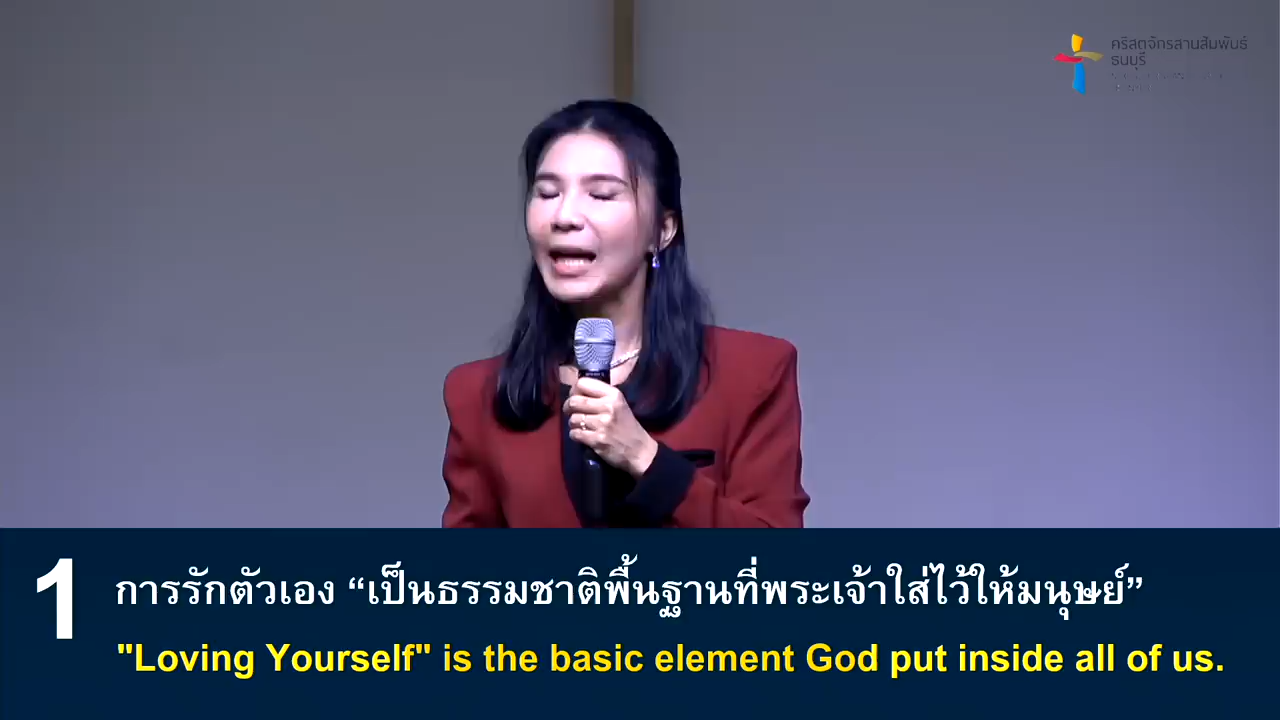 คริสตจักรสานสัมพันธ์
ธนบุรี
1
การรักตัวเอง “เป็นธรรมชาติพื้นฐานที่พระเจ้าใส่ไว้ให้มนุษย์”
"Loving Yourself" is the basic element God put inside all of us.